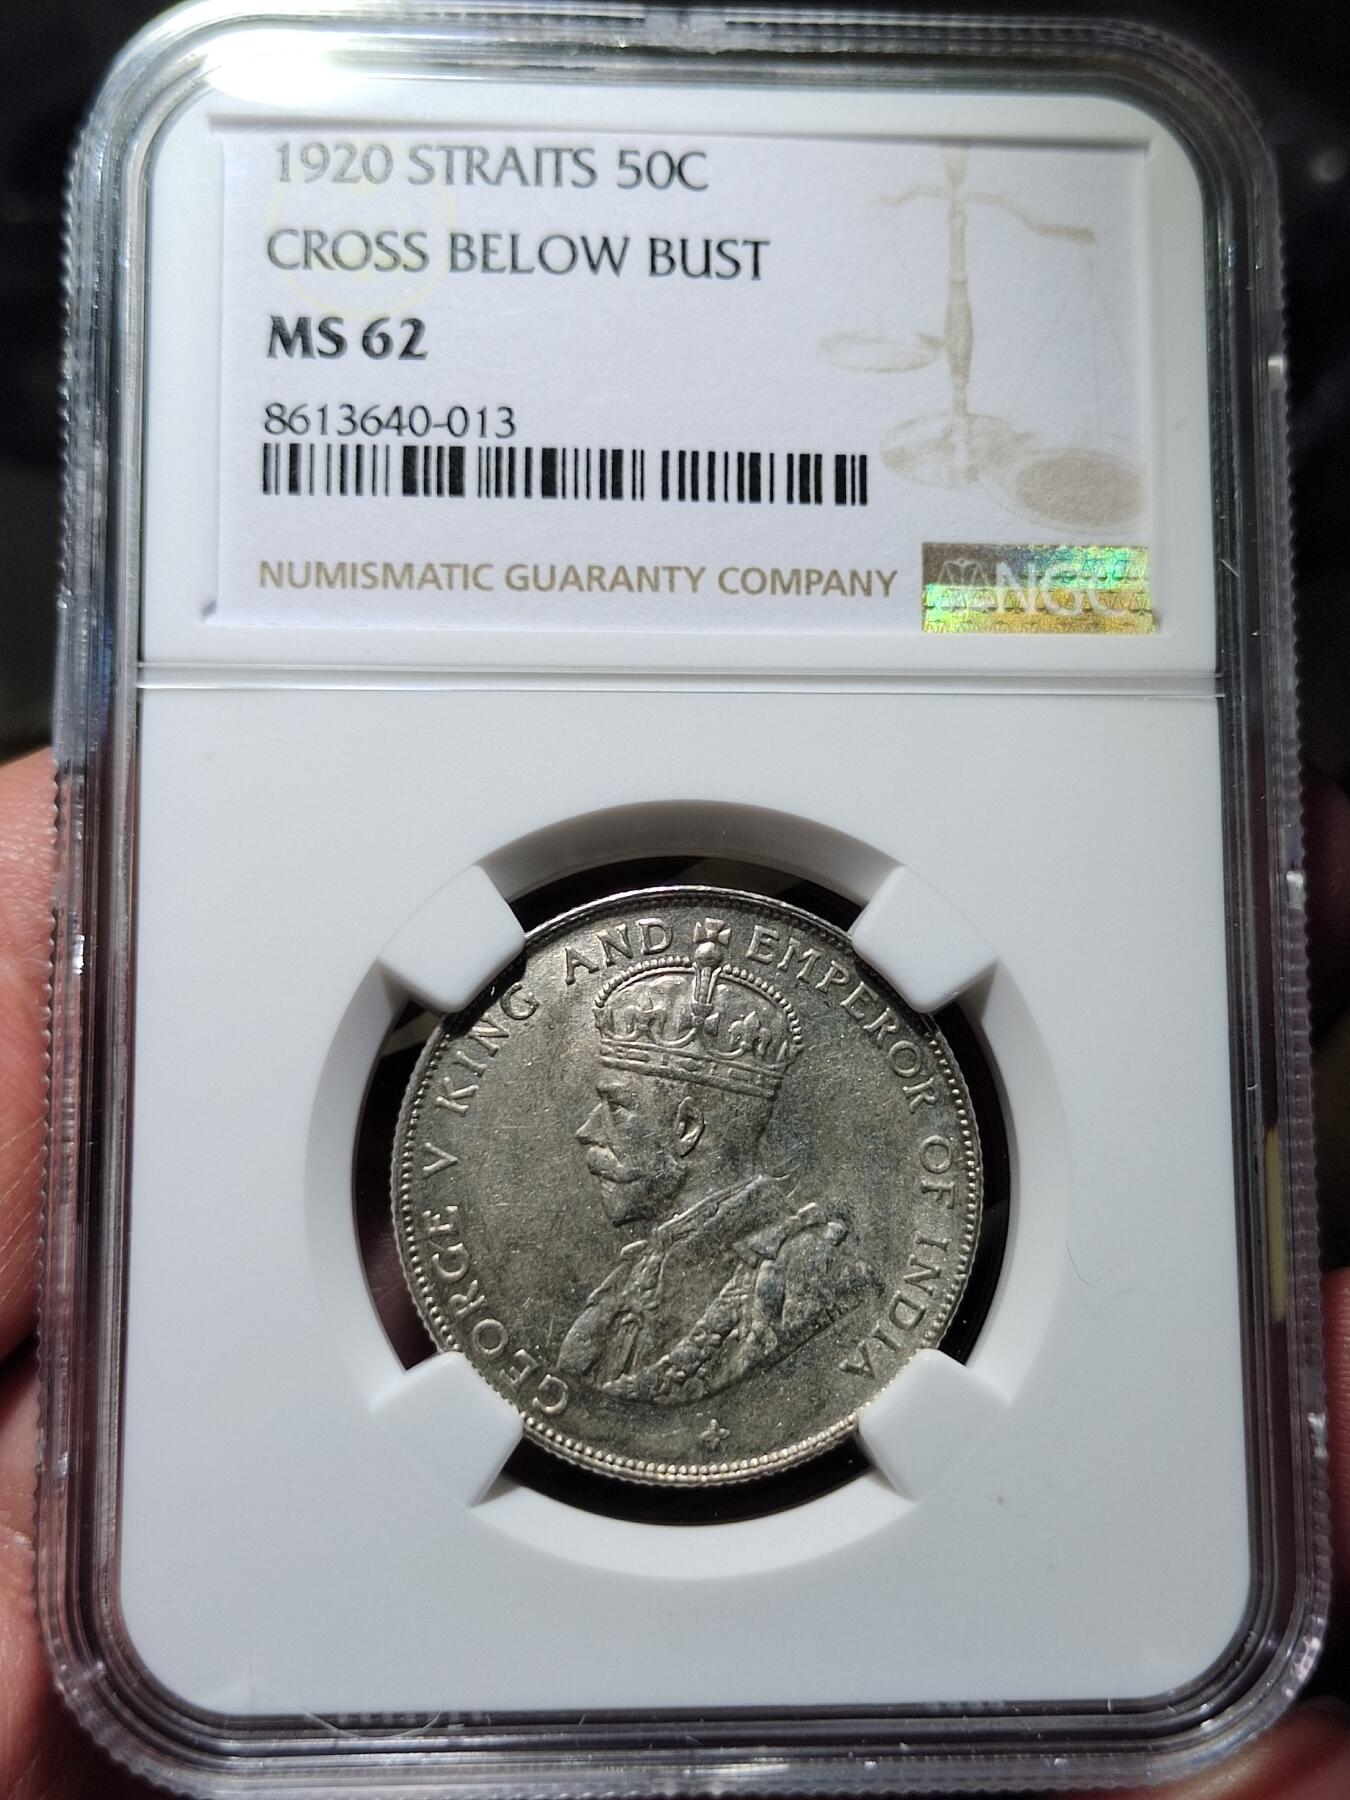 1920 STRAITS 50C
CROSS BELOW BUST
MS 62
8613640-013
NUMISMATIC GUARANTY COMPANY
NGC
GEORGE V KING AND EMPEROR OF INDIA